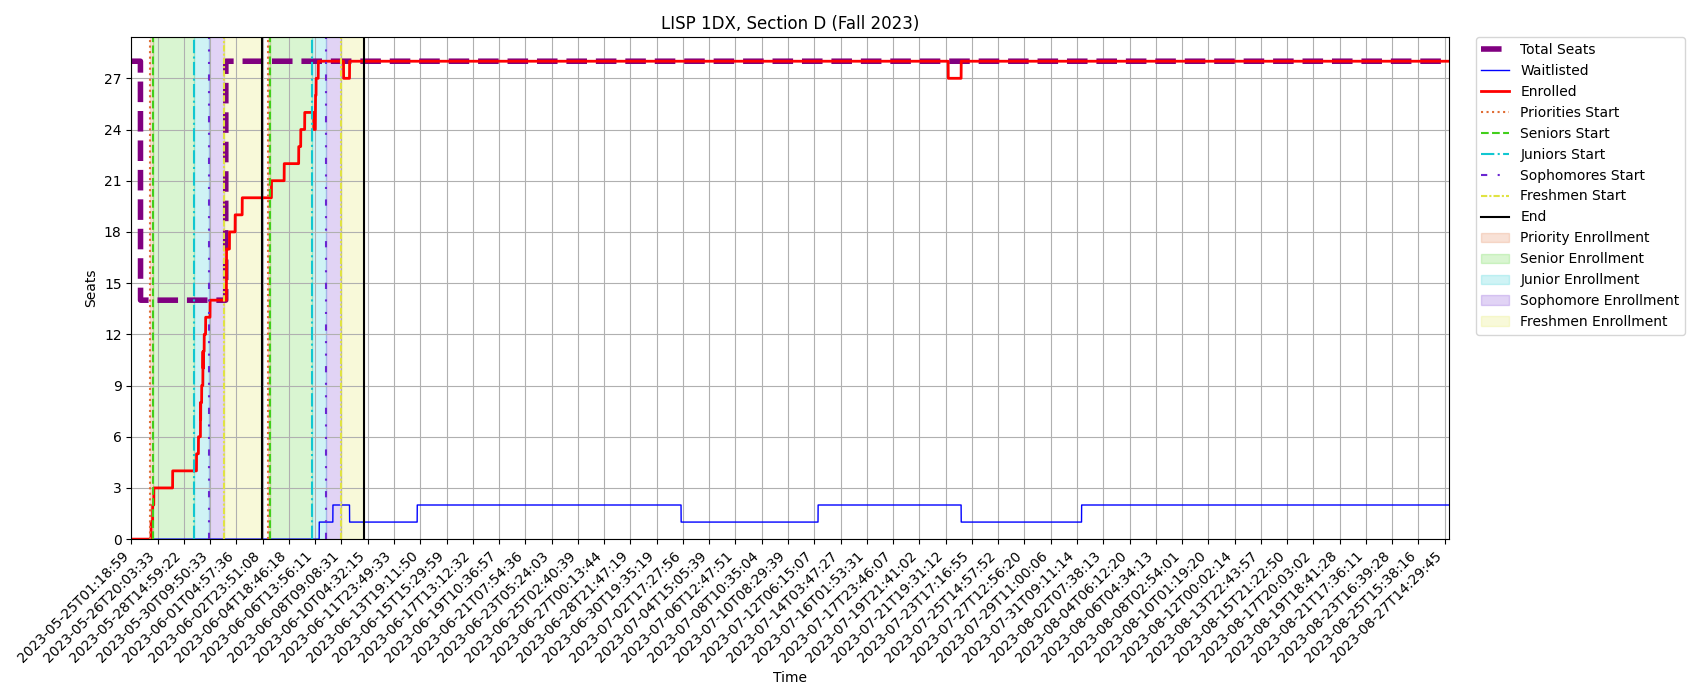 LISP 1DX, Section D (Fall 2023)
Total Seats
Waitlisted
Enrolled
Priorities Start
Seniors Start
Juniors Start
Sophomores Start
Freshmen Start
End
Priority Enrollment
Senior Enrollment
Junior Enrollment
Sophomore Enrollment
Freshmen Enrollment
Seats
27
24
21
18
15
12
9
6
3
0
2023-05-25T01:18:59
2023-05-26T20:03:33
2023-05-28T14:59:22
2023-05-30T09:50:33
2023-06-01T04:57:36
2023-06-02T23:51:08
2023-06-04T18:46:18
2023-06-06T13:56:11
2023-06-08T09:08:31
2023-06-10T04:32:15
2023-06-11T23:49:33
2023-06-13T19:11:50
2023-06-15T15:29:59
2023-06-17T13:12:32
2023-06-19T10:36:57
2023-06-21T07:54:36
2023-06-23T05:24:03
2023-06-25T02:40:39
2023-06-27T00:13:44
2023-06-28T21:47:19
2023-06-30T19:35:19
2023-07-02T17:27:56
2023-07-04T15:05:39
2023-07-06T12:47:51
2023-07-08T10:35:04
2023-07-10T08:29:39
2023-07-12T06:15:07
2023-07-14T03:47:27
2023-07-16T01:53:31
2023-07-17T23:46:07
2023-07-19T21:41:02
2023-07-21T19:31:12
2023-07-23T17:16:55
2023-07-25T14:57:52
2023-07-27T12:56:20
2023-07-29T11:00:06
2023-07-31T09:11:14
2023-08-02T07:38:13
2023-08-04T06:12:20
2023-08-06T04:34:13
2023-08-08T02:54:01
2023-08-10T01:19:20
2023-08-12T00:02:14
2023-08-13T22:43:57
2023-08-15T21:22:50
2023-08-17T20:03:02
2023-08-19T18:41:28
2023-08-21T17:36:11
2023-08-23T16:39:28
2023-08-25T15:38:16
2023-08-27T14:29:45
Time